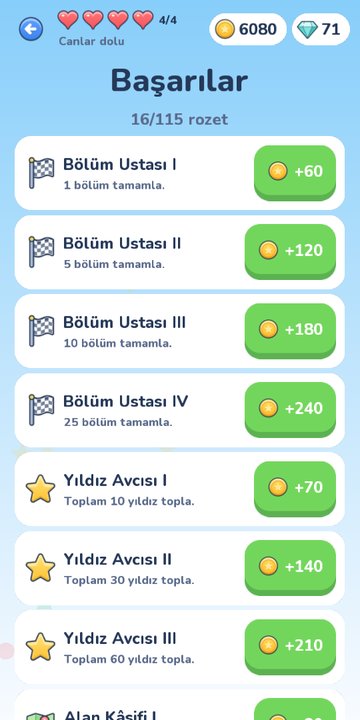 4/4
6080
71
Canlar dolu
Başarılar
16/115 rozet
Bölüm Ustası I
1 bölüm tamamla.
+60
Bölüm Ustası II
5 bölüm tamamla.
+120
Bölüm Ustası III
10 bölüm tamamla.
+180
Bölüm Ustası IV
25 bölüm tamamla.
+240
Yıldız Avcısı I
Toplam 10 yıldız topla.
+70
Yıldız Avcısı II
Toplam 30 yıldız topla.
+140
Yıldız Avcısı III
Toplam 60 yıldız topla.
+210
Alan Kâşifi I